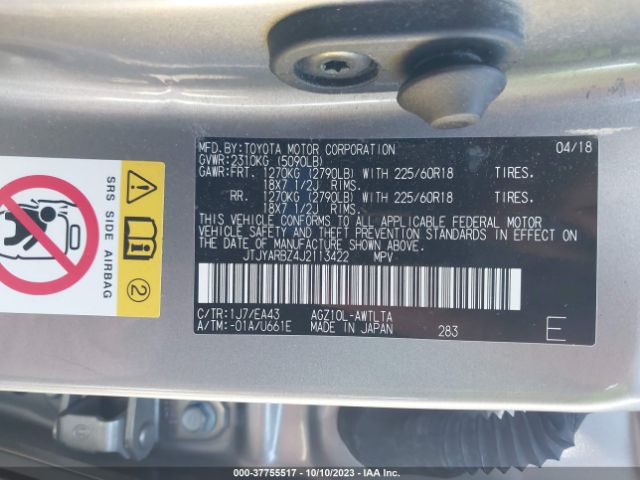 MFD.BY:TOYOTA MOTOR CORPORATION 04/18
GVWR:2310KG (5090LB)
GAWR:FRT. 1270KG (2790LB) WITH 225/60R18 TIRES.
18X7 1/2J RIMS.
RR. 1270KG (2790LB) WITH 225/60R18 TIRES.
18X7 1/2J RIMS.
THIS VEHICLE CONFORMS TO ALL APPLICABLE FEDERAL MOTOR
VEHICLE SAFETY AND THEFT PREVENTION STANDARDS IN EFFECT
ON THE DATE OF MANUFACTURE SHOWN ABOVE.
JTJYARBZ4J2113422 MPV
C/TR:1J7/EA43 AGZ10L-AWTLTA
A/TM:-01A/U661E MADE IN JAPAN 283 E
SRS SIDE AIRBAG
2
000-37755517 - 10/10/2023 - IAA Inc.